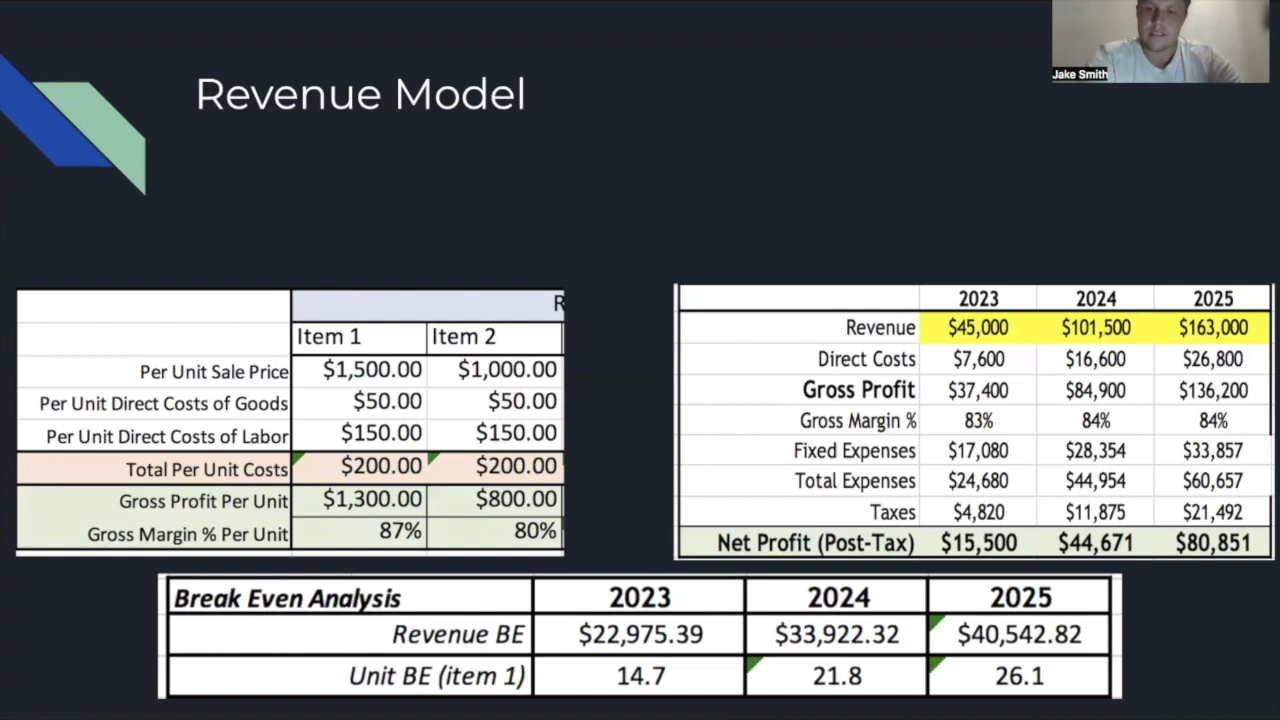 Jake Smith
Revenue Model
R
Item 1 Item 2
Per Unit Sale Price $1,500.00 $1,000.00
Per Unit Direct Costs of Goods $50.00 $50.00
Per Unit Direct Costs of Labor $150.00 $150.00
Total Per Unit Costs $200.00 $200.00
Gross Profit Per Unit $1,300.00 $800.00
Gross Margin % Per Unit 87% 80%
2023 2024 2025
Revenue $45,000 $101,500 $163,000
Direct Costs $7,600 $16,600 $26,800
Gross Profit $37,400 $84,900 $136,200
Gross Margin % 83% 84% 84%
Fixed Expenses $17,080 $28,354 $33,857
Total Expenses $24,680 $44,954 $60,657
Taxes $4,820 $11,875 $21,492
Net Profit (Post-Tax) $15,500 $44,671 $80,851
Break Even Analysis 2023 2024 2025
Revenue BE $22,975.39 $33,922.32 $40,542.82
Unit BE (item 1) 14.7 21.8 26.1